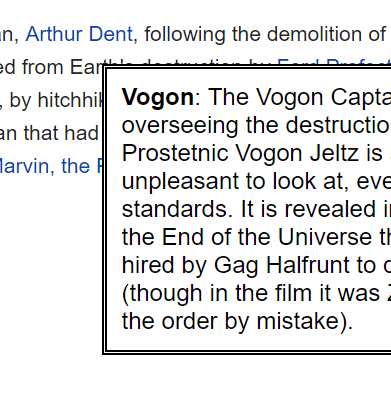 n, Arthur Dent, following the demolition of
ed from Earth's destruction by Ford Prefect
, by hitchhik
an that had
Marvin, the
Vogon: The Vogon Capta
overseeing the destructio
Prostetnic Vogon Jeltz is
unpleasant to look at, eve
standards. It is revealed i
the End of the Universe th
hired by Gag Halfrunt to
(though in the film it was
the order by mistake).